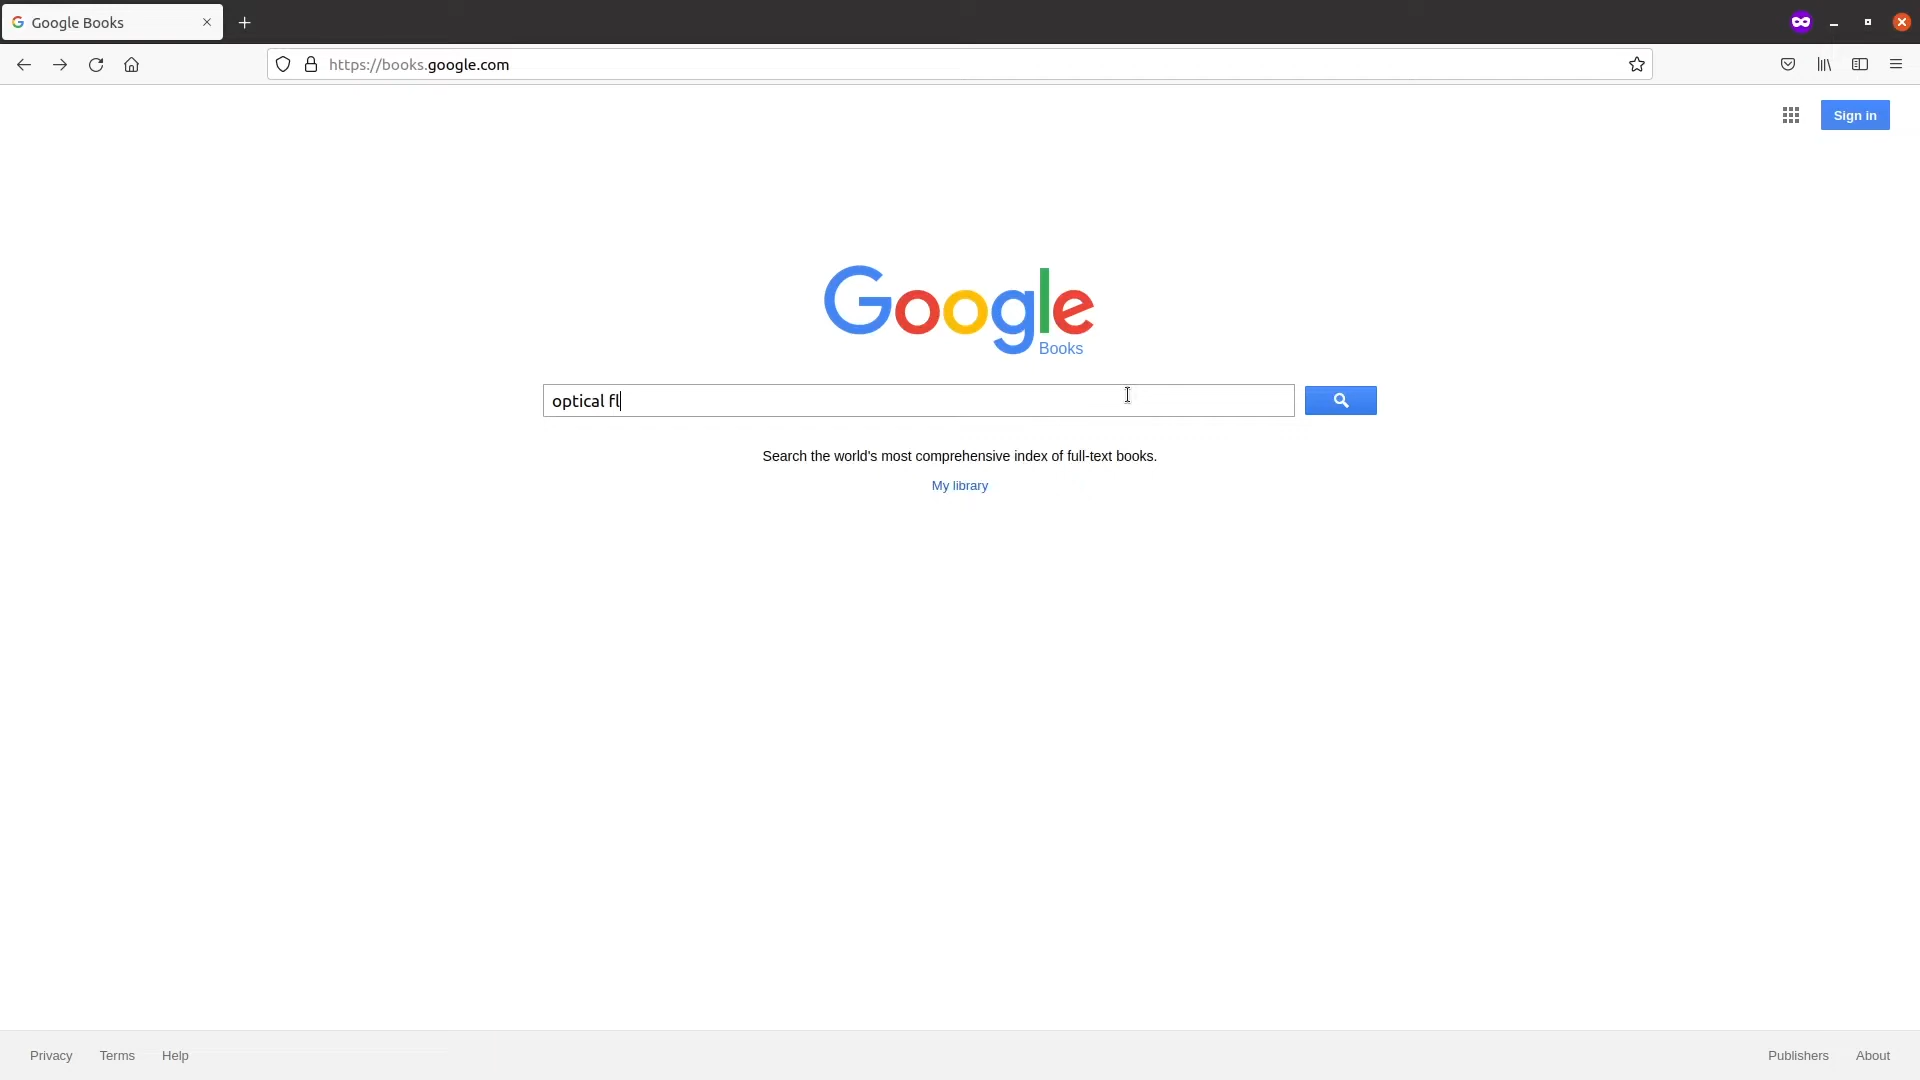 Google Books
https://books.google.com
Sign in
Google
Books
optical fl
Search the world's most comprehensive index of full-text books.
My library
Privacy Terms Help Publishers About